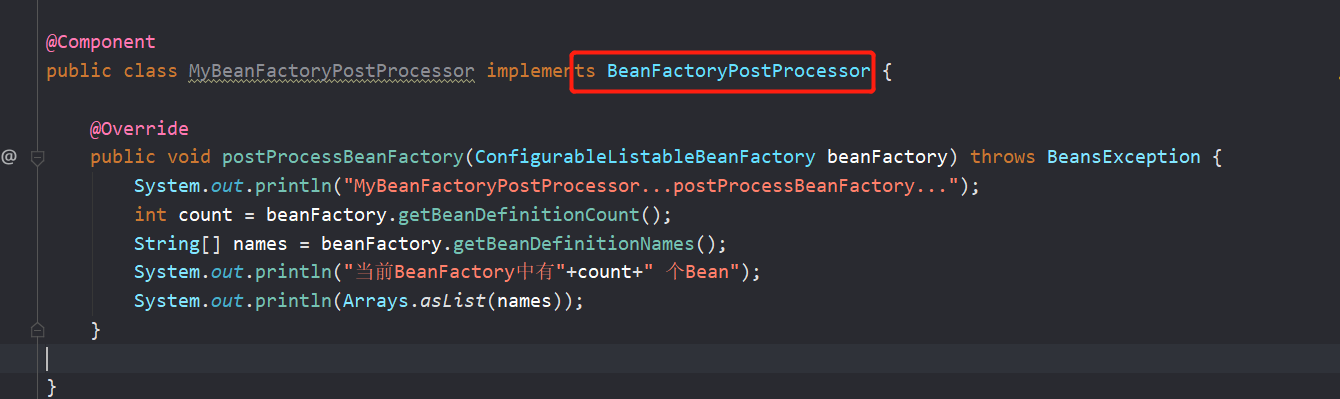 @Component
public class MyBeanFactoryPostProcessor implements BeanFactoryPostProcessor {
@Override
@
public void postProcessBeanFactory(ConfigurableListableBeanFactory beanFactory) throws BeansException {
System.out.println("MyBeanFactoryPostProcessor...postProcessBeanFactory...");
int count = beanFactory.getBeanDefinitionCount();
String[] names = beanFactory.getBeanDefinitionNames();
System.out.println("当前BeanFactory中有"+count+" 个Bean");
System.out.println(Arrays.asList(names));
}
}